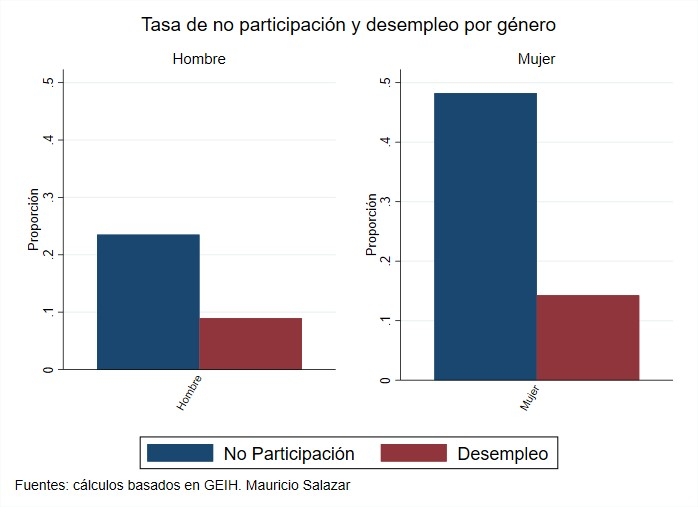 Tasa de no participación y desempleo por género
Hombre
Mujer
Proporción
.5
.4
.3
.2
.1
0
Hombre
Proporción
.5
.4
.3
.2
.1
0
Mujer
No Participación
Desempleo
Fuentes: cálculos basados en GEIH. Mauricio Salazar